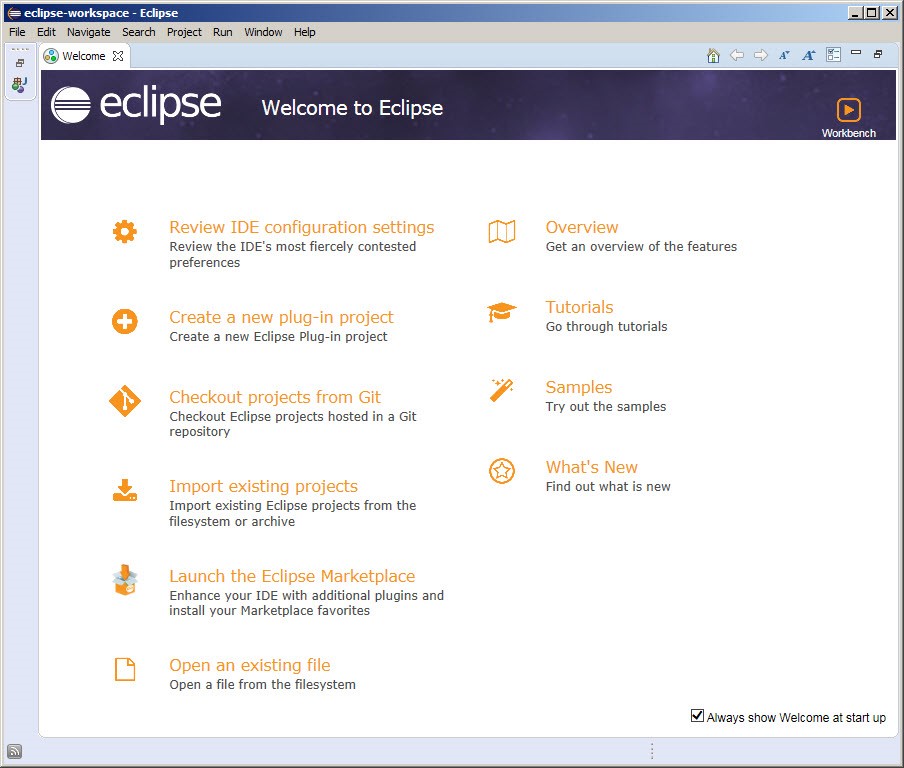 eclipse-workspace - Eclipse
File Edit Navigate Search Project Run Window Help
Welcome
eclipse
Welcome to Eclipse
Workbench
Review IDE configuration settings
Review the IDE's most fiercely contested
preferences
Create a new plug-in project
Create a new Eclipse Plug-in project
Checkout projects from Git
Checkout Eclipse projects hosted in a Git
repository
Import existing projects
Import existing Eclipse projects from the
filesystem or archive
Launch the Eclipse Marketplace
Enhance your IDE with additional plugins and
install your Marketplace favorites
Open an existing file
Open a file from the filesystem
Overview
Get an overview of the features
Tutorials
Go through tutorials
Samples
Try out the samples
What's New
Find out what is new
Always show Welcome at start up